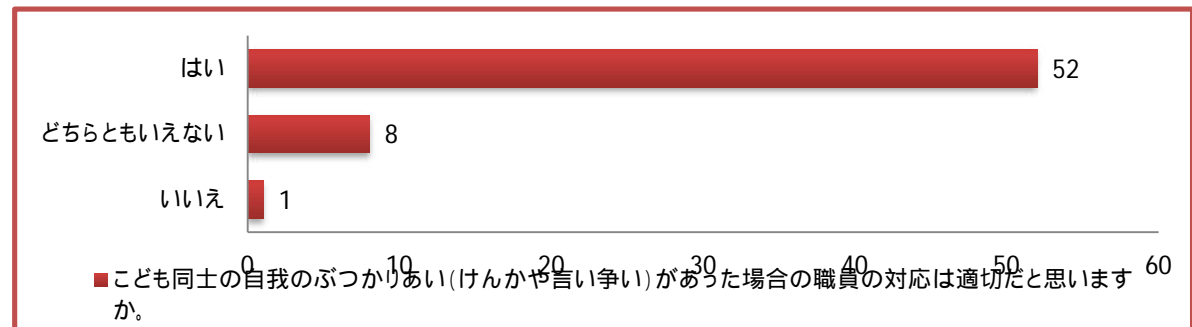 はい
52
どちらともいえない
8
いいえ
1
0 10 20 30 40 50 60
こども同士の自我のぶつかりあい(けんかや言い争い)があった場合の職員の対応は適切だと思います
か。